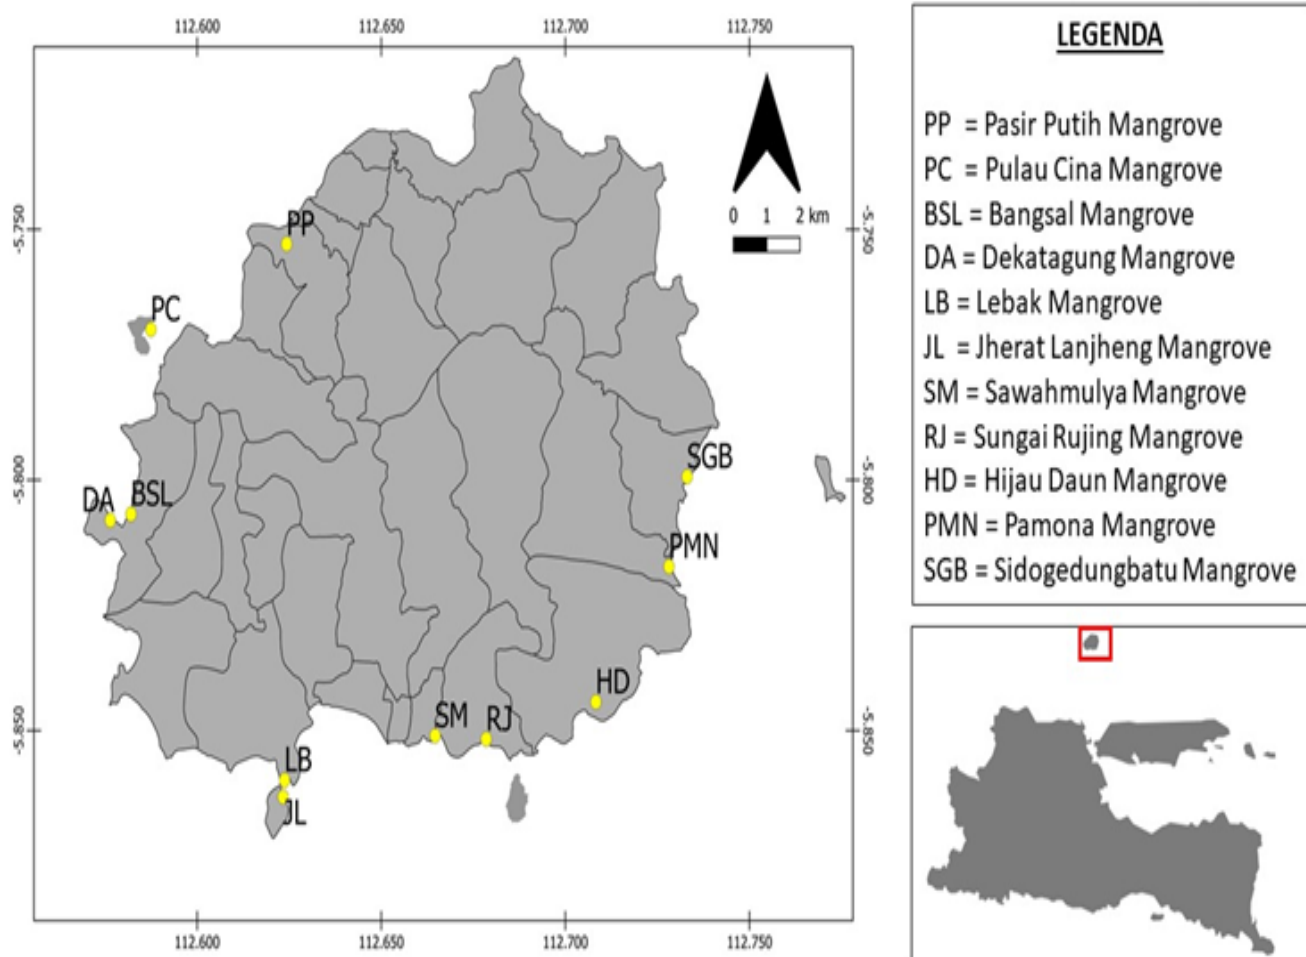 112.600 112.650 112.700 112.750
LEGENDA
PP = Pasir Putih Mangrove
PC = Pulau Cina Mangrove
BSL = Bangsal Mangrove
DA = Dekatagung Mangrove
LB = Lebak Mangrove
JL = Jherat Lanjheng Mangrove
SM = Sawahmulya Mangrove
RJ = Sungai Rujing Mangrove
HD = Hijau Daun Mangrove
PMN = Pamona Mangrove
SGB = Sidogedungbatu Mangrove
0 1 2 km
-5.750
PP
-5.750
PC
SGB
-5.800
-5.800
DA BSL
PMN
HD
SM RJ
-5.850
-5.850
LB
JL
112.600 112.650 112.700 112.750